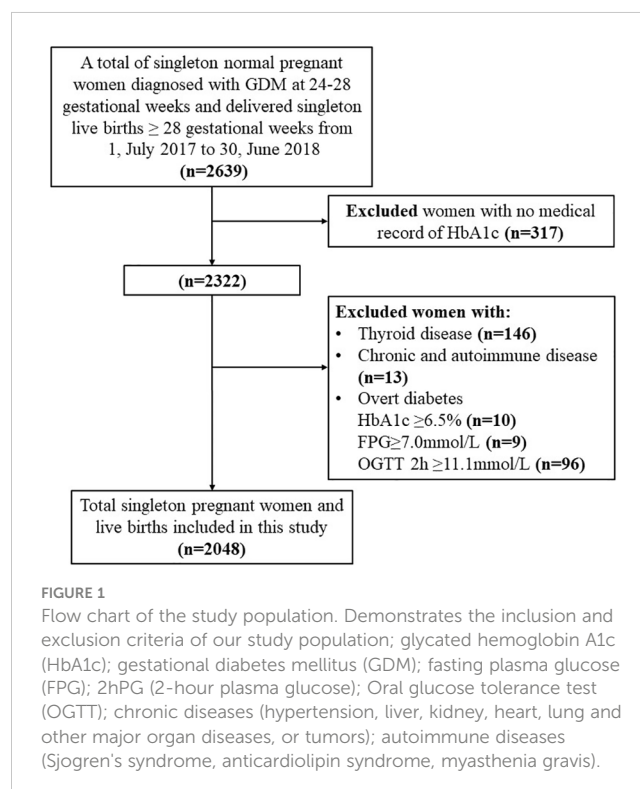 A total of singleton normal pregnant
women diagnosed with GDM at 24-28
gestational weeks and delivered singleton
live births ≥ 28 gestational weeks from
1, July 2017 to 30, June 2018
(n=2639)
Excluded women with no medical
record of HbA1c (n=317)
(n=2322)
Excluded women with:
• Thyroid disease (n=146)
• Chronic and autoimmune disease
(n=13)
• Overt diabetes
HbA1c ≥6.5% (n=10)
FPG≥7.0mmol/L (n=9)
OGTT 2h ≥11.1mmol/L (n=96)
Total singleton pregnant women and
live births included in this study
(n=2048)
FIGURE 1
Flow chart of the study population. Demonstrates the inclusion and
exclusion criteria of our study population; glycated hemoglobin A1c
(HbA1c); gestational diabetes mellitus (GDM); fasting plasma glucose
(FPG); 2hPG (2-hour plasma glucose); Oral glucose tolerance test
(OGTT); chronic diseases (hypertension, liver, kidney, heart, lung and
other major organ diseases, or tumors); autoimmune diseases
(Sjogren's syndrome, anticardiolipin syndrome, myasthenia gravis).